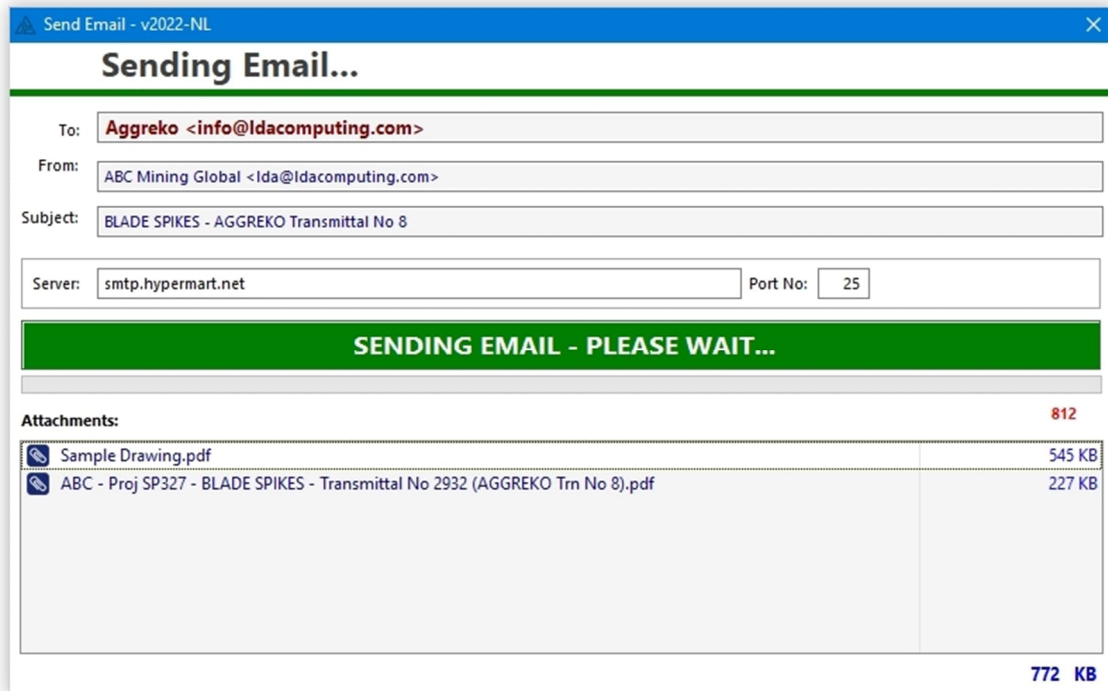 Send Email - v2022-NL
Sending Email...
To: Aggreko <info@ldacomputing.com>
From: ABC Mining Global <lda@ldacomputing.com>
Subject: BLADE SPIKES - AGGREKO Transmittal No 8
Server: smtp.hypermart.net Port No: 25
SENDING EMAIL - PLEASE WAIT...
Attachments: 812
Sample Drawing.pdf 545 KB
ABC - Proj SP327 - BLADE SPIKES - Transmittal No 2932 (AGGREKO Trn No 8).pdf 227 KB
772 KB